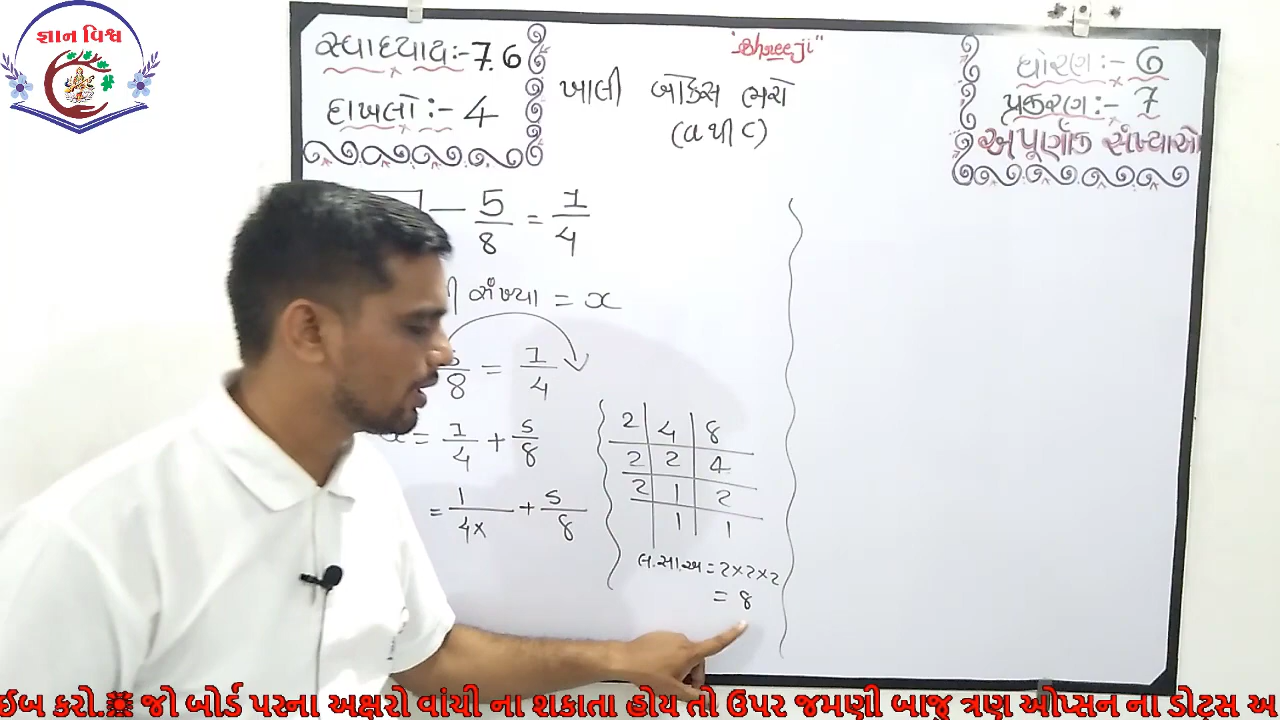 જ્ઞાન વિશ્વ
સ્વાધ્યાય:- 7.6
દાખલો:- 4
"Shreeji"
ખાલી બોક્સ ભરો
(a થી c)
ધોરણ:- 6
પ્રકરણ:- 7
અપૂર્ણાંક સંખ્યાઓ
— 5/8 = 1/4
સંખ્યા = x
5/8 = 1/4
x = 1/4 + 5/8
= 1/4x + 5/8
2 | 4 | 8
2 | 2 | 4
2 | 1 | 2
1 | 1
લ.સા.અ = 2×2×2
= 8
ઈબ કરો. જો બોર્ડ પરના અક્ષરો વાંચી ના શકાતા હોય તો ઉપર જમણી બાજુ ત્રણ ઓપ્સન ના ડોટ્સ અ